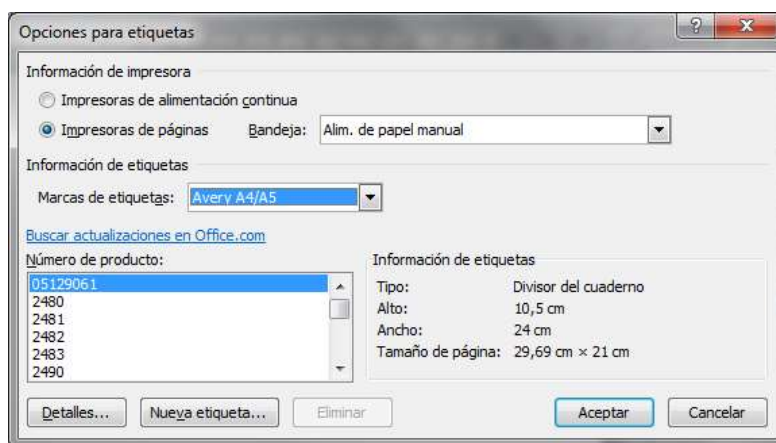 Opciones para etiquetas
Información de impresora
Impresoras de alimentación continua
Impresoras de páginas Bandeja: Alim. de papel manual
Información de etiquetas
Marcas de etiquetas: Avery A4/A5
Buscar actualizaciones en Office.com
Número de producto:
05129061
2480
2481
2482
2483
2490
Información de etiquetas
Tipo: Divisor del cuaderno
Alto: 10,5 cm
Ancho: 24 cm
Tamaño de página: 29,69 cm × 21 cm
Detalles... Nueva etiqueta... Eliminar Aceptar Cancelar